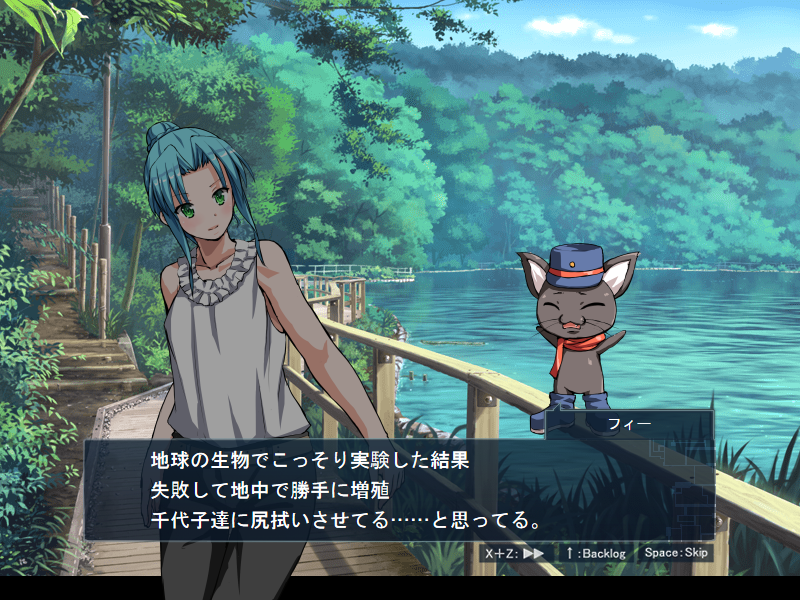 フィー
地球の生物でこっそり実験した結果
失敗して地中で勝手に増殖
千代子達に尻拭いさせてる……と思ってる。
X+Z:▶▶ ↑:Backlog Space:Skip